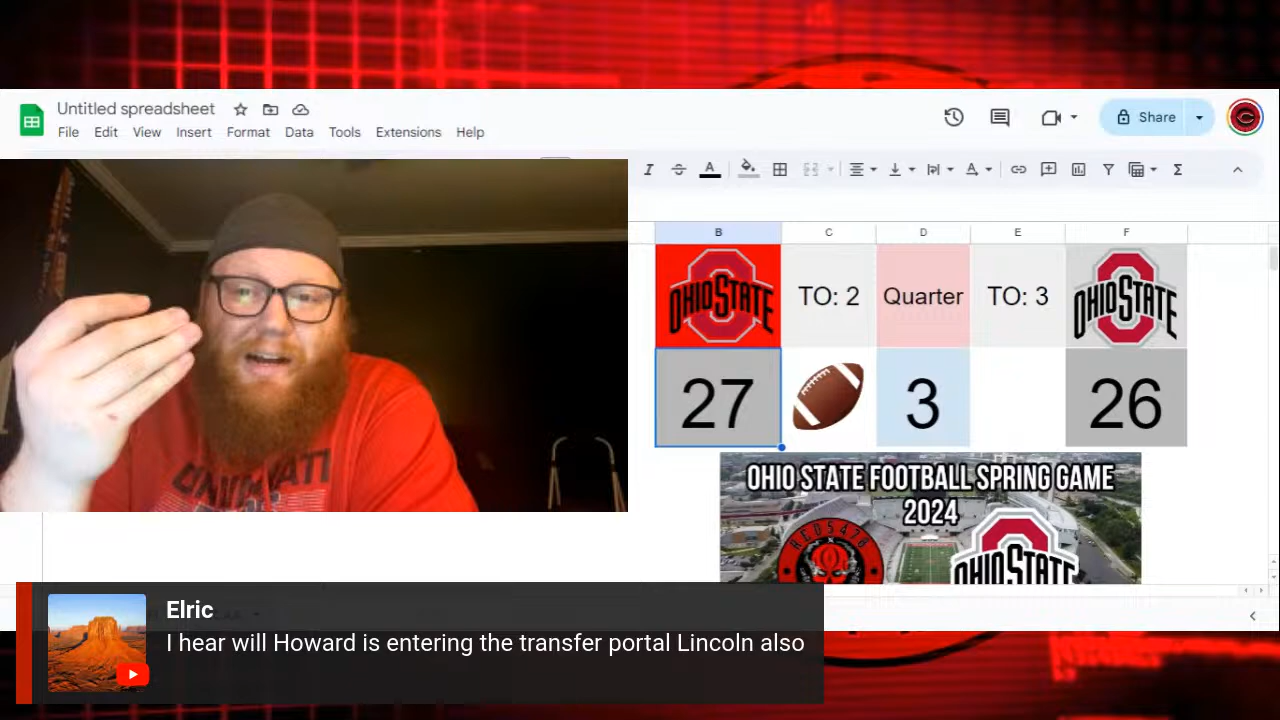 Untitled spreadsheet
File Edit View Insert Format Data Tools Extensions Help
Share
B C D E F
OHIO STATE TO: 2 Quarter TO: 3 OHIO STATE
27 3 26
CINCINNATI
OHIO STATE FOOTBALL SPRING GAME
2024
OHIO STATE
Elric
I hear will Howard is entering the transfer portal Lincoln also